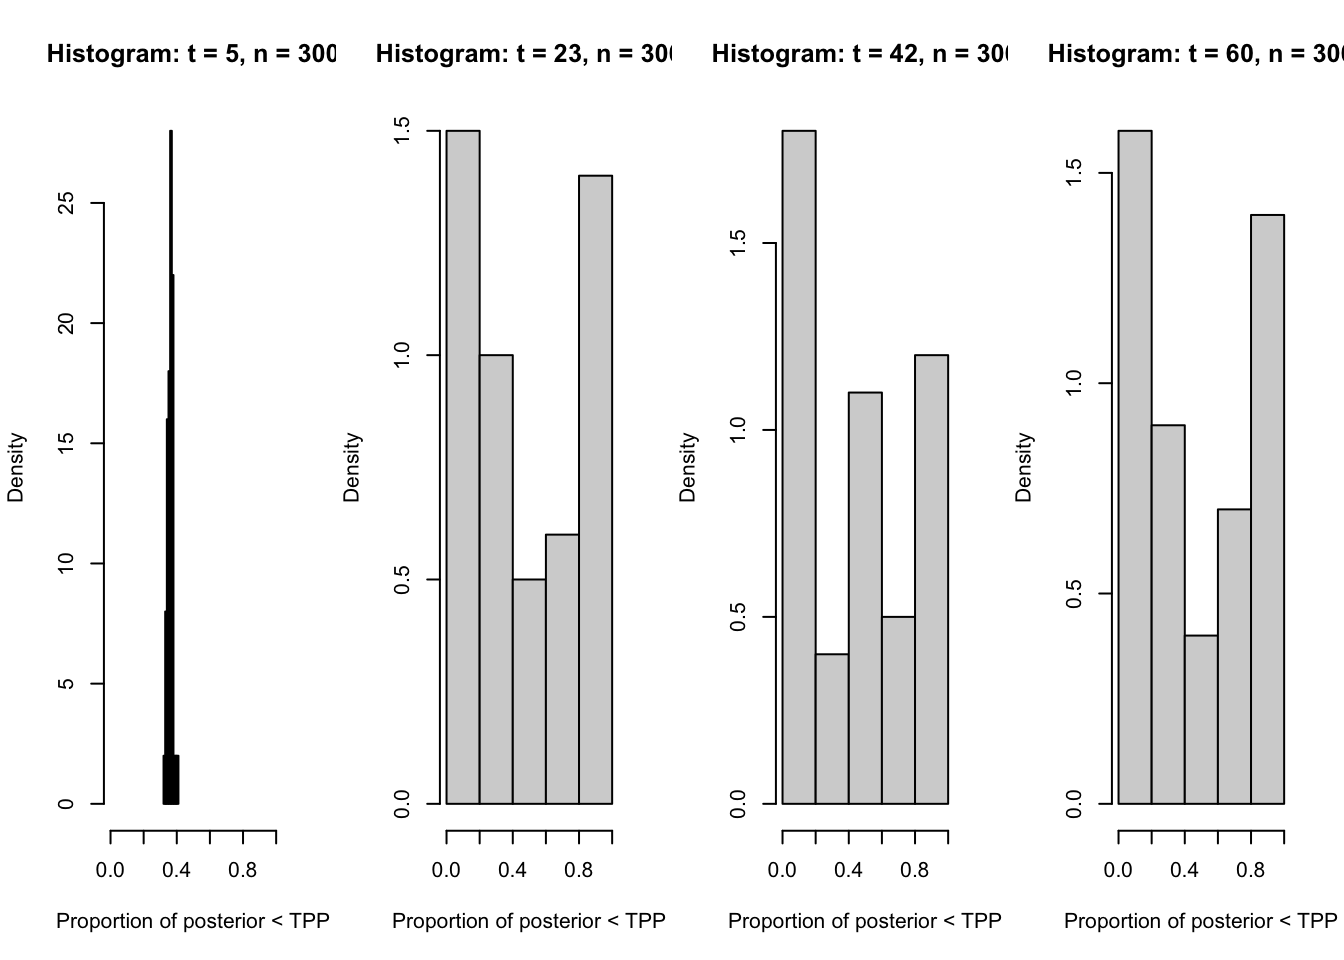 Histogram: t = 5, n = 300
Density
0 5 10 15 20 25
0.0 0.4 0.8
Proportion of posterior < TPP
Histogram: t = 23, n = 300
Density
0.0 0.5 1.0 1.5
0.0 0.4 0.8
Proportion of posterior < TPP
Histogram: t = 42, n = 300
Density
0.0 0.5 1.0 1.5
0.0 0.4 0.8
Proportion of posterior < TPP
Histogram: t = 60, n = 300
Density
0.0 0.5 1.0 1.5
0.0 0.4 0.8
Proportion of posterior < TPP